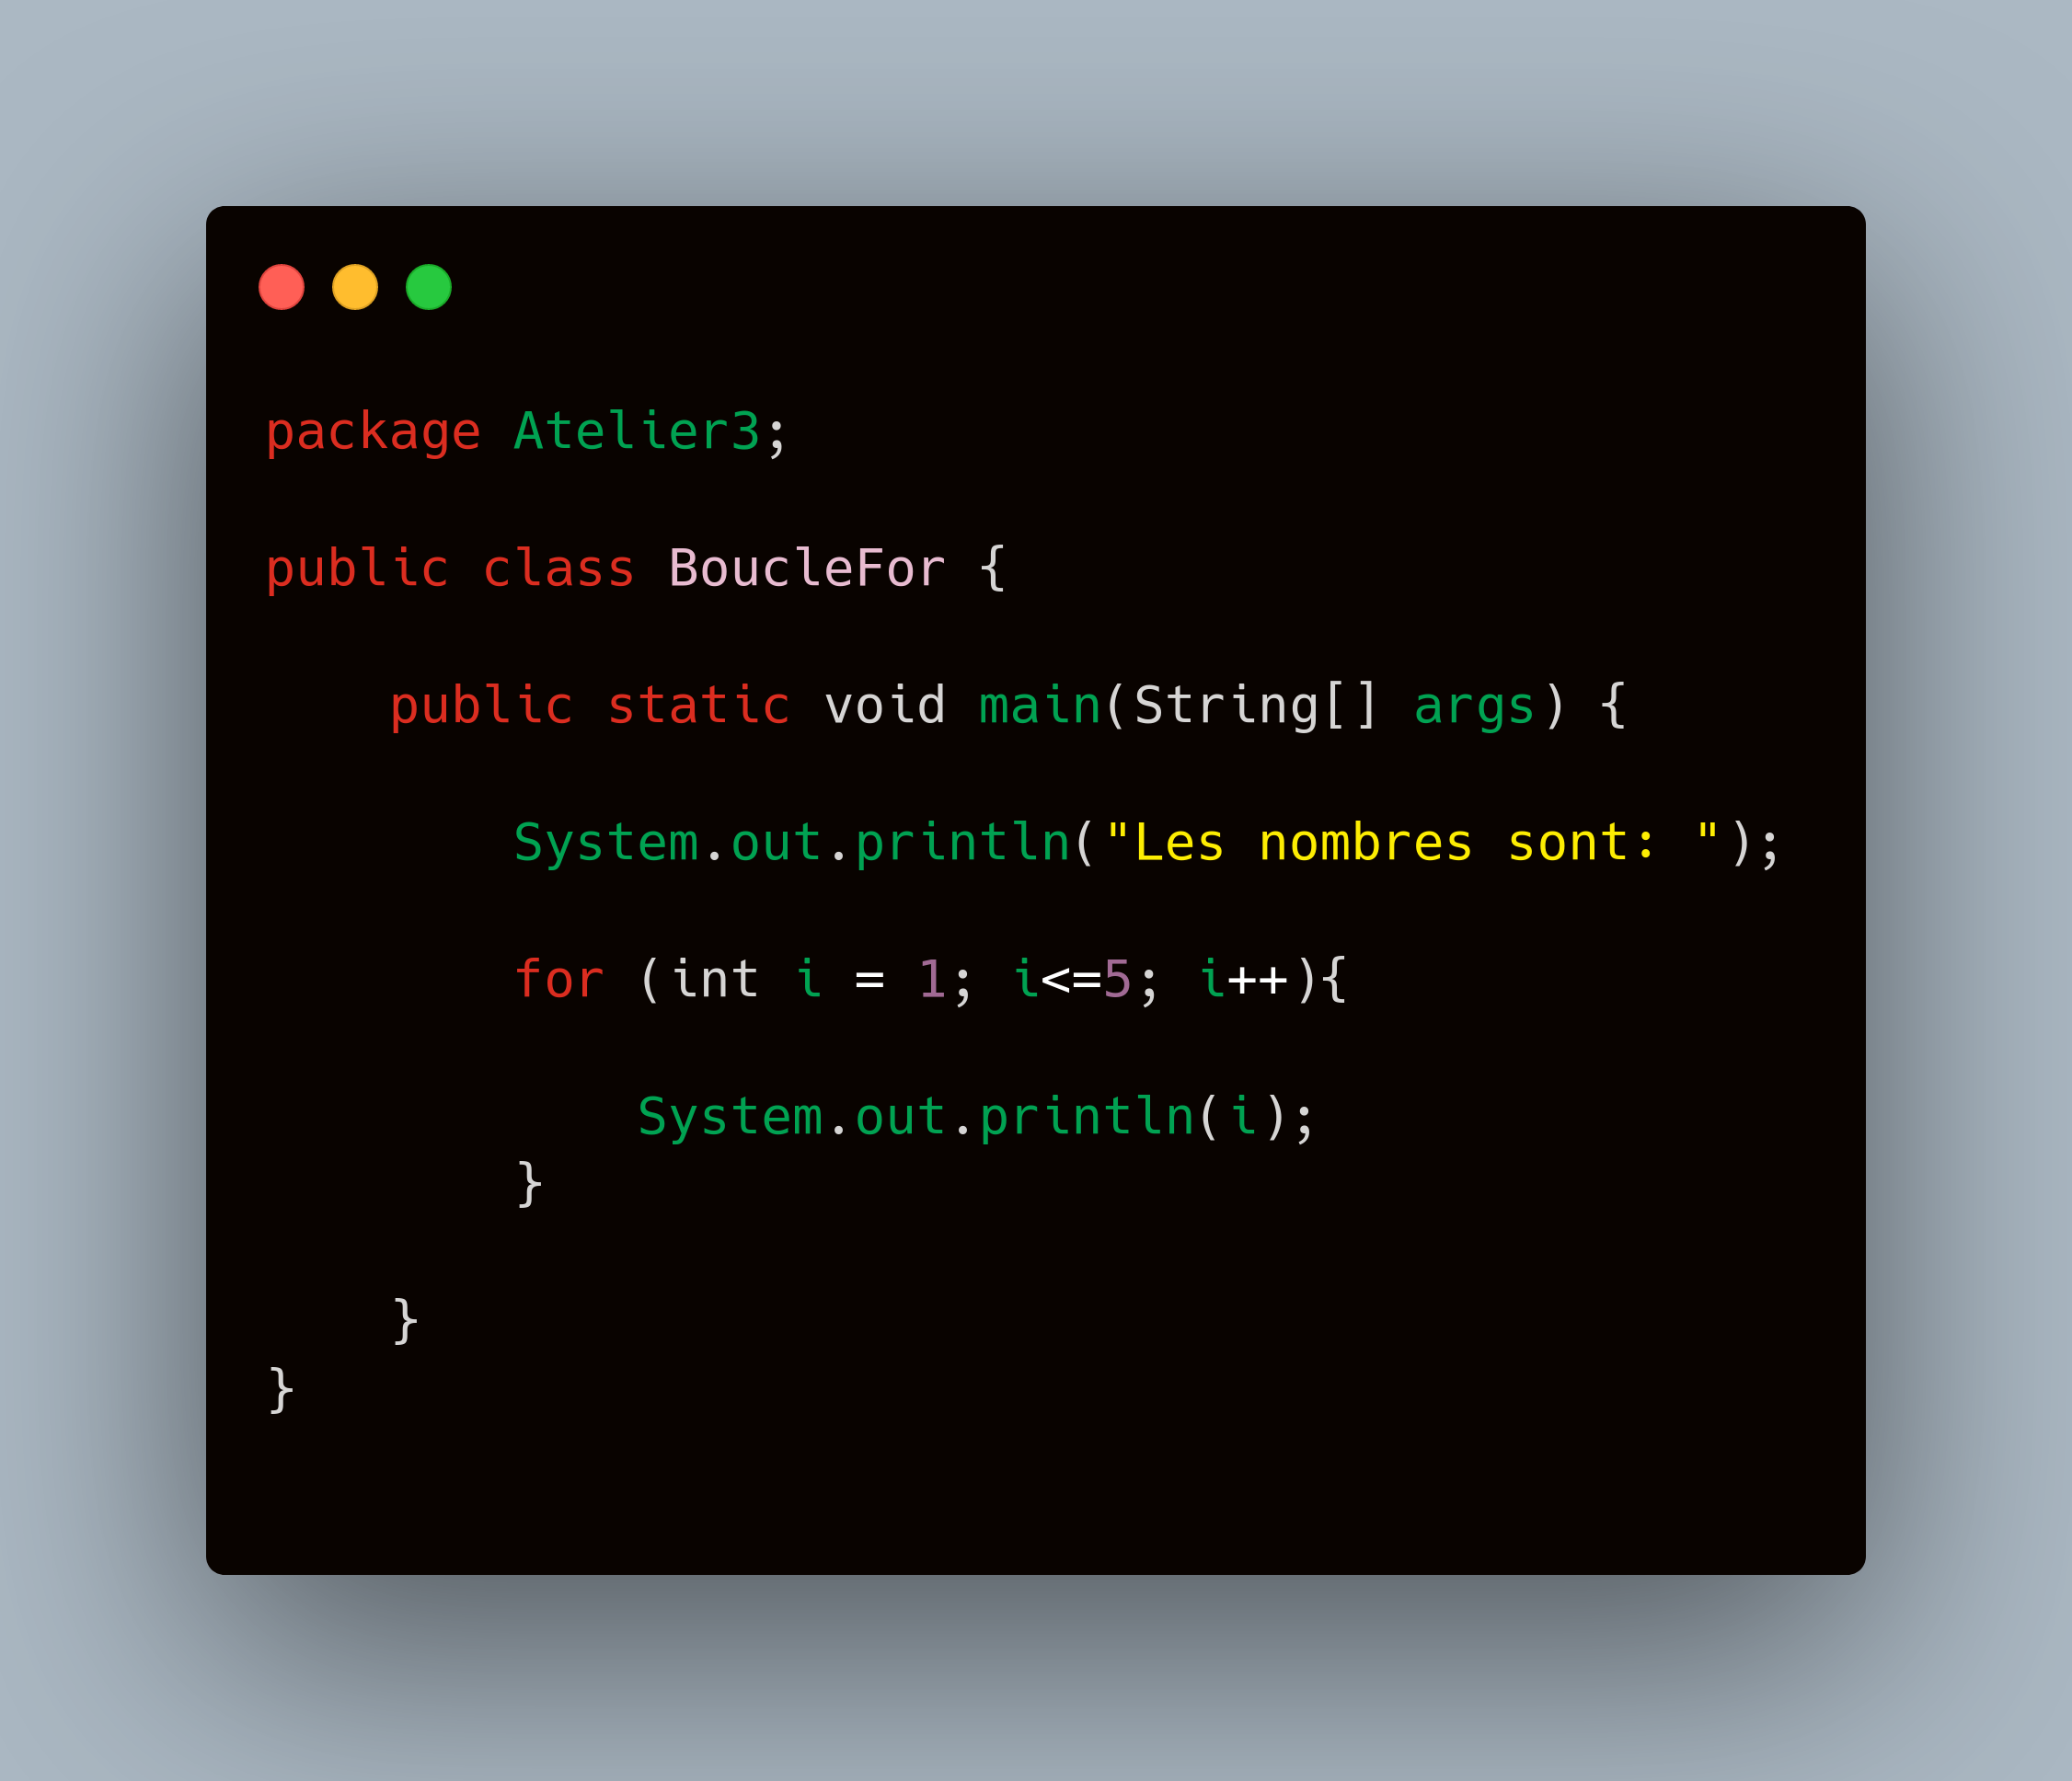 package Atelier3;
public class BoucleFor {
    public static void main(String[] args) {
        System.out.println("Les nombres sont: ");
        for (int i = 1; i<=5; i++){
            System.out.println(i);
        }
    }
}